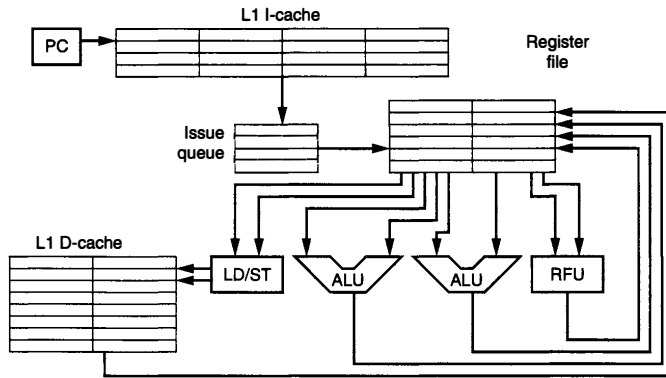 L1 I-cache
PC
Register
file
Issue
queue
L1 D-cache
LD/ST
ALU
ALU
RFU